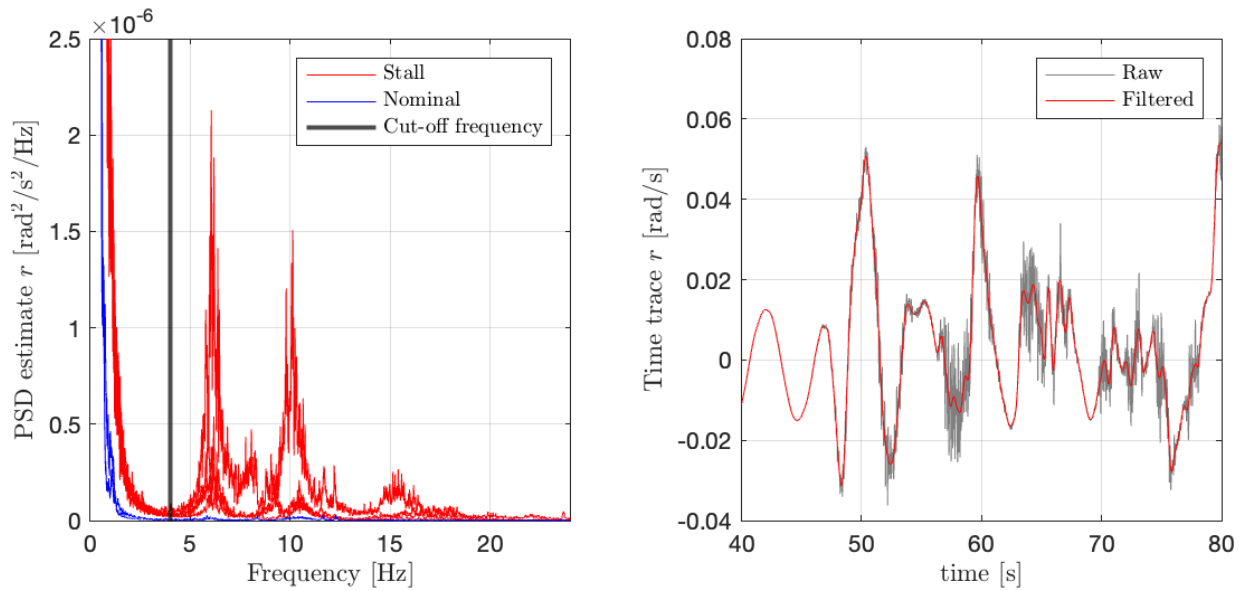 ×10⁻⁶
2.5
2
1.5
1
0.5
0
0 5 10 15 20
PSD estimate r [rad²/s²/Hz]
Frequency [Hz]
Stall
Nominal
Cut-off frequency
0.08
0.06
0.04
0.02
0
-0.02
-0.04
40 50 60 70 80
Time trace r [rad/s]
time [s]
Raw
Filtered